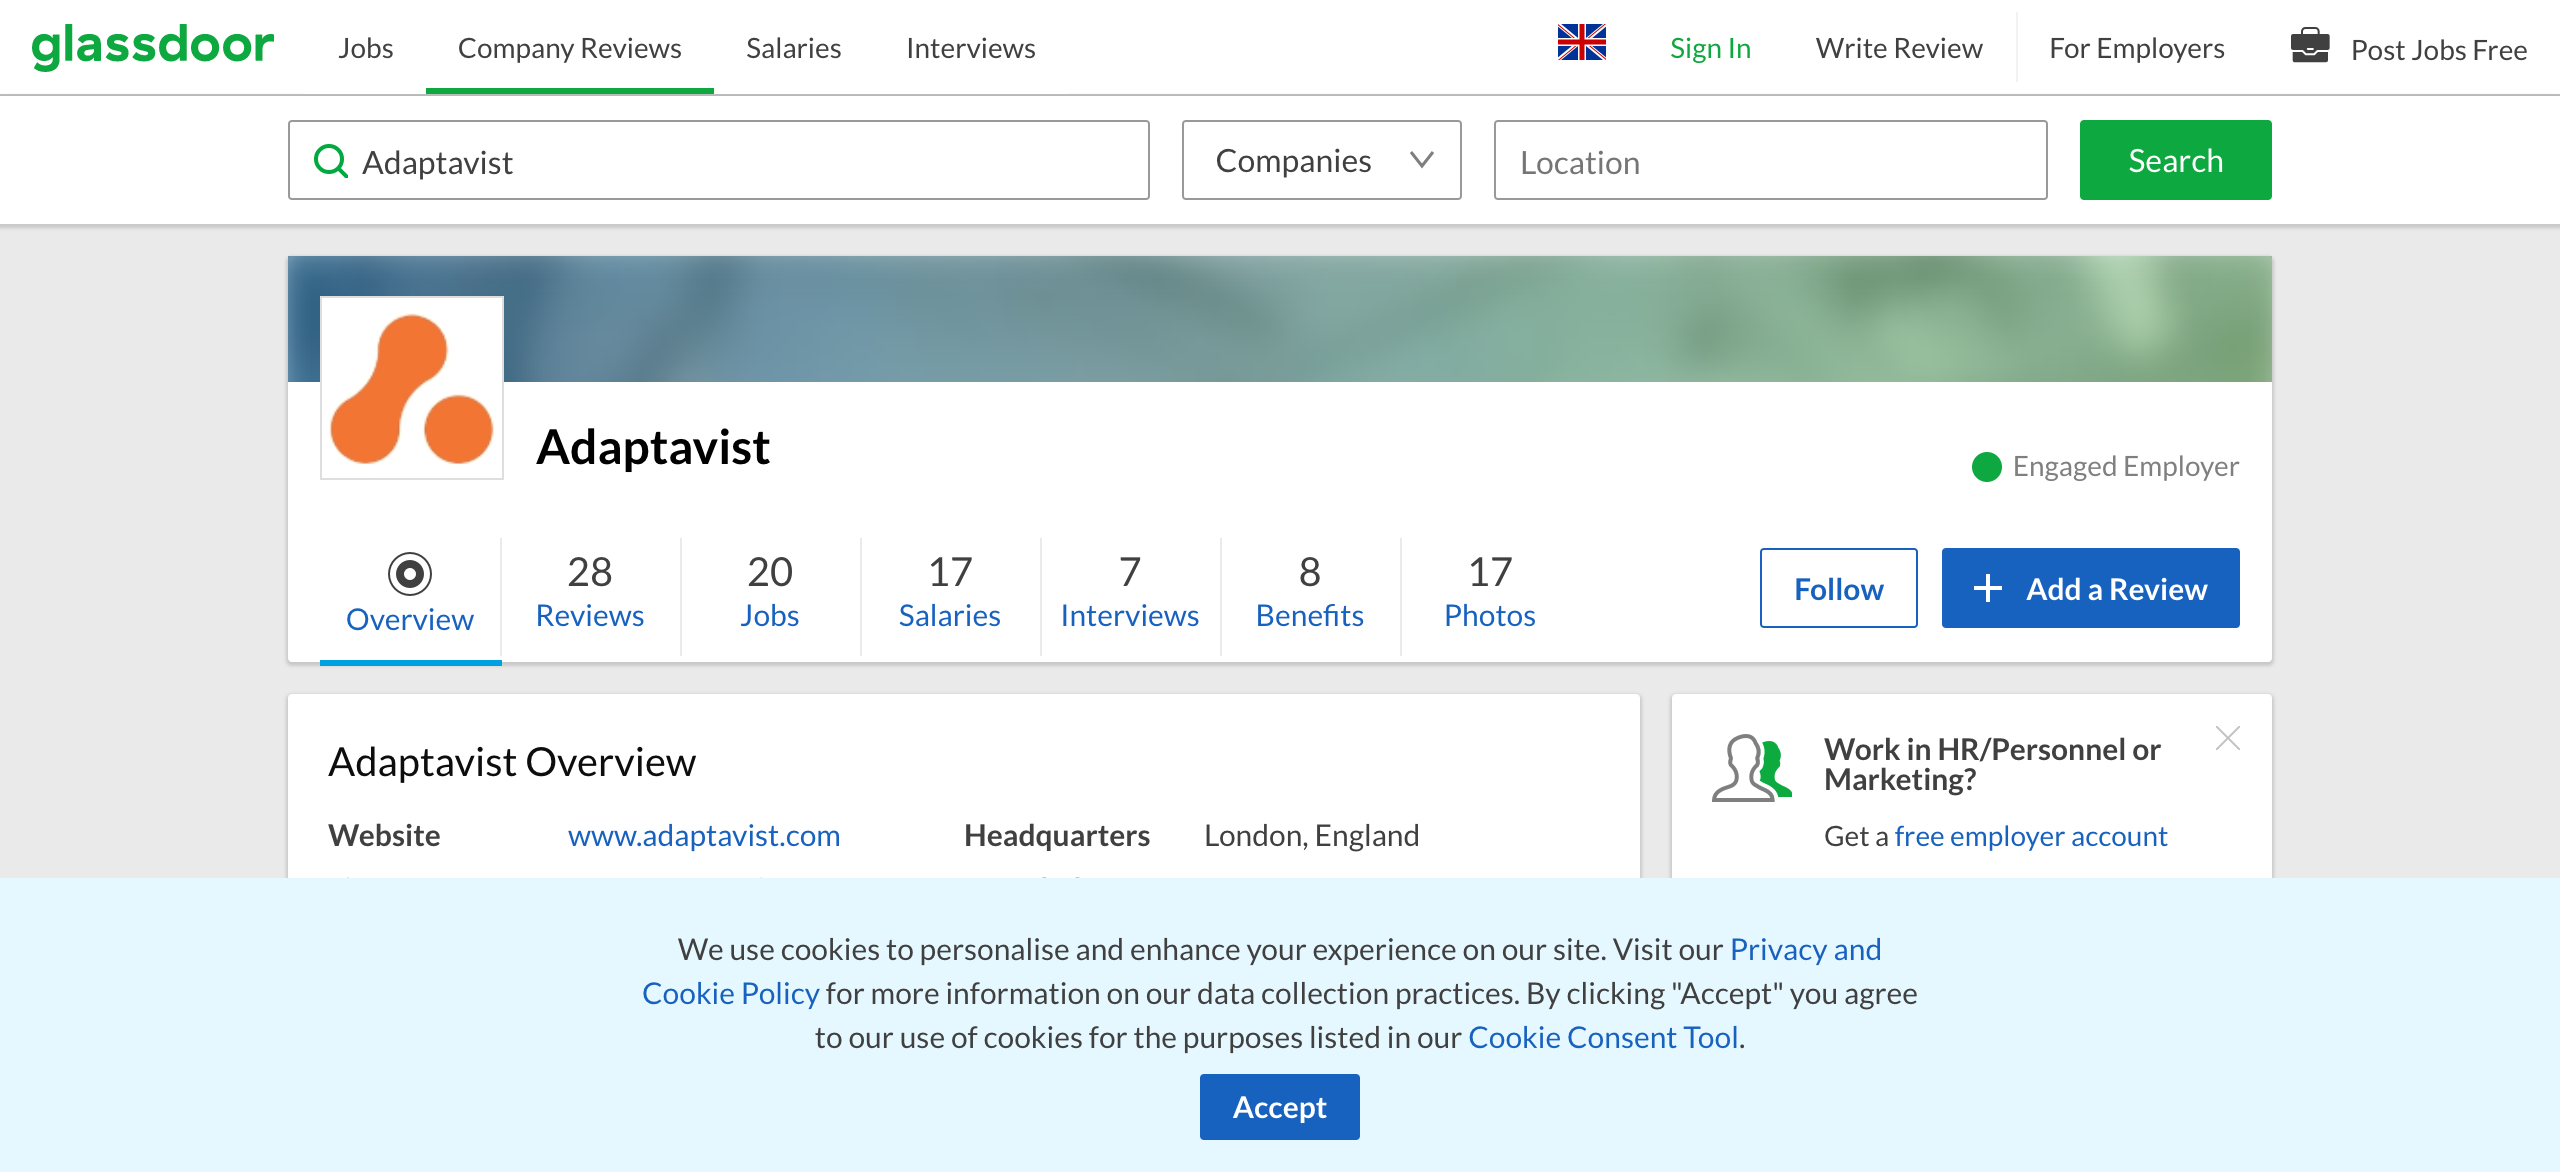 glassdoor
Jobs
Company Reviews
Salaries
Interviews
Sign In
Write Review
For Employers
Post Jobs Free
Adaptavist
Companies
Location
Search
Adaptavist
Engaged Employer
Overview
28
Reviews
20
Jobs
17
Salaries
7
Interviews
8
Benefits
17
Photos
Follow
Add a Review
Adaptavist Overview
Website
www.adaptavist.com
Headquarters
London, England
Work in HR/Personnel or
Marketing?
Get a free employer account
We use cookies to personalise and enhance your experience on our site. Visit our Privacy and
Cookie Policy for more information on our data collection practices. By clicking "Accept" you agree
to our use of cookies for the purposes listed in our Cookie Consent Tool.
Accept